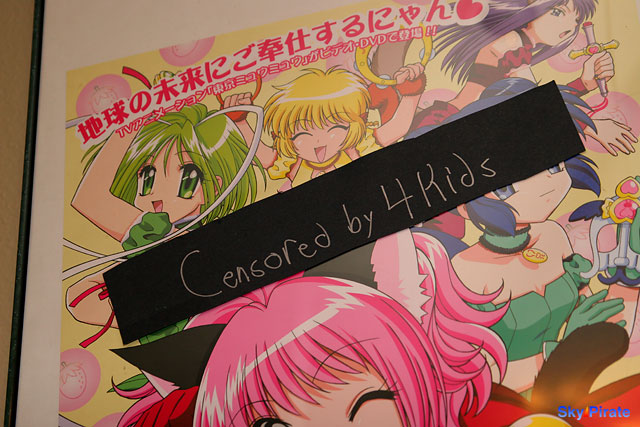 地球の未来にご奉仕するにゃん
TVアニメーション「東京ミュウミュウ」がビデオ・DVDで登場!!
Censored by 4Kids
Sky Pirate